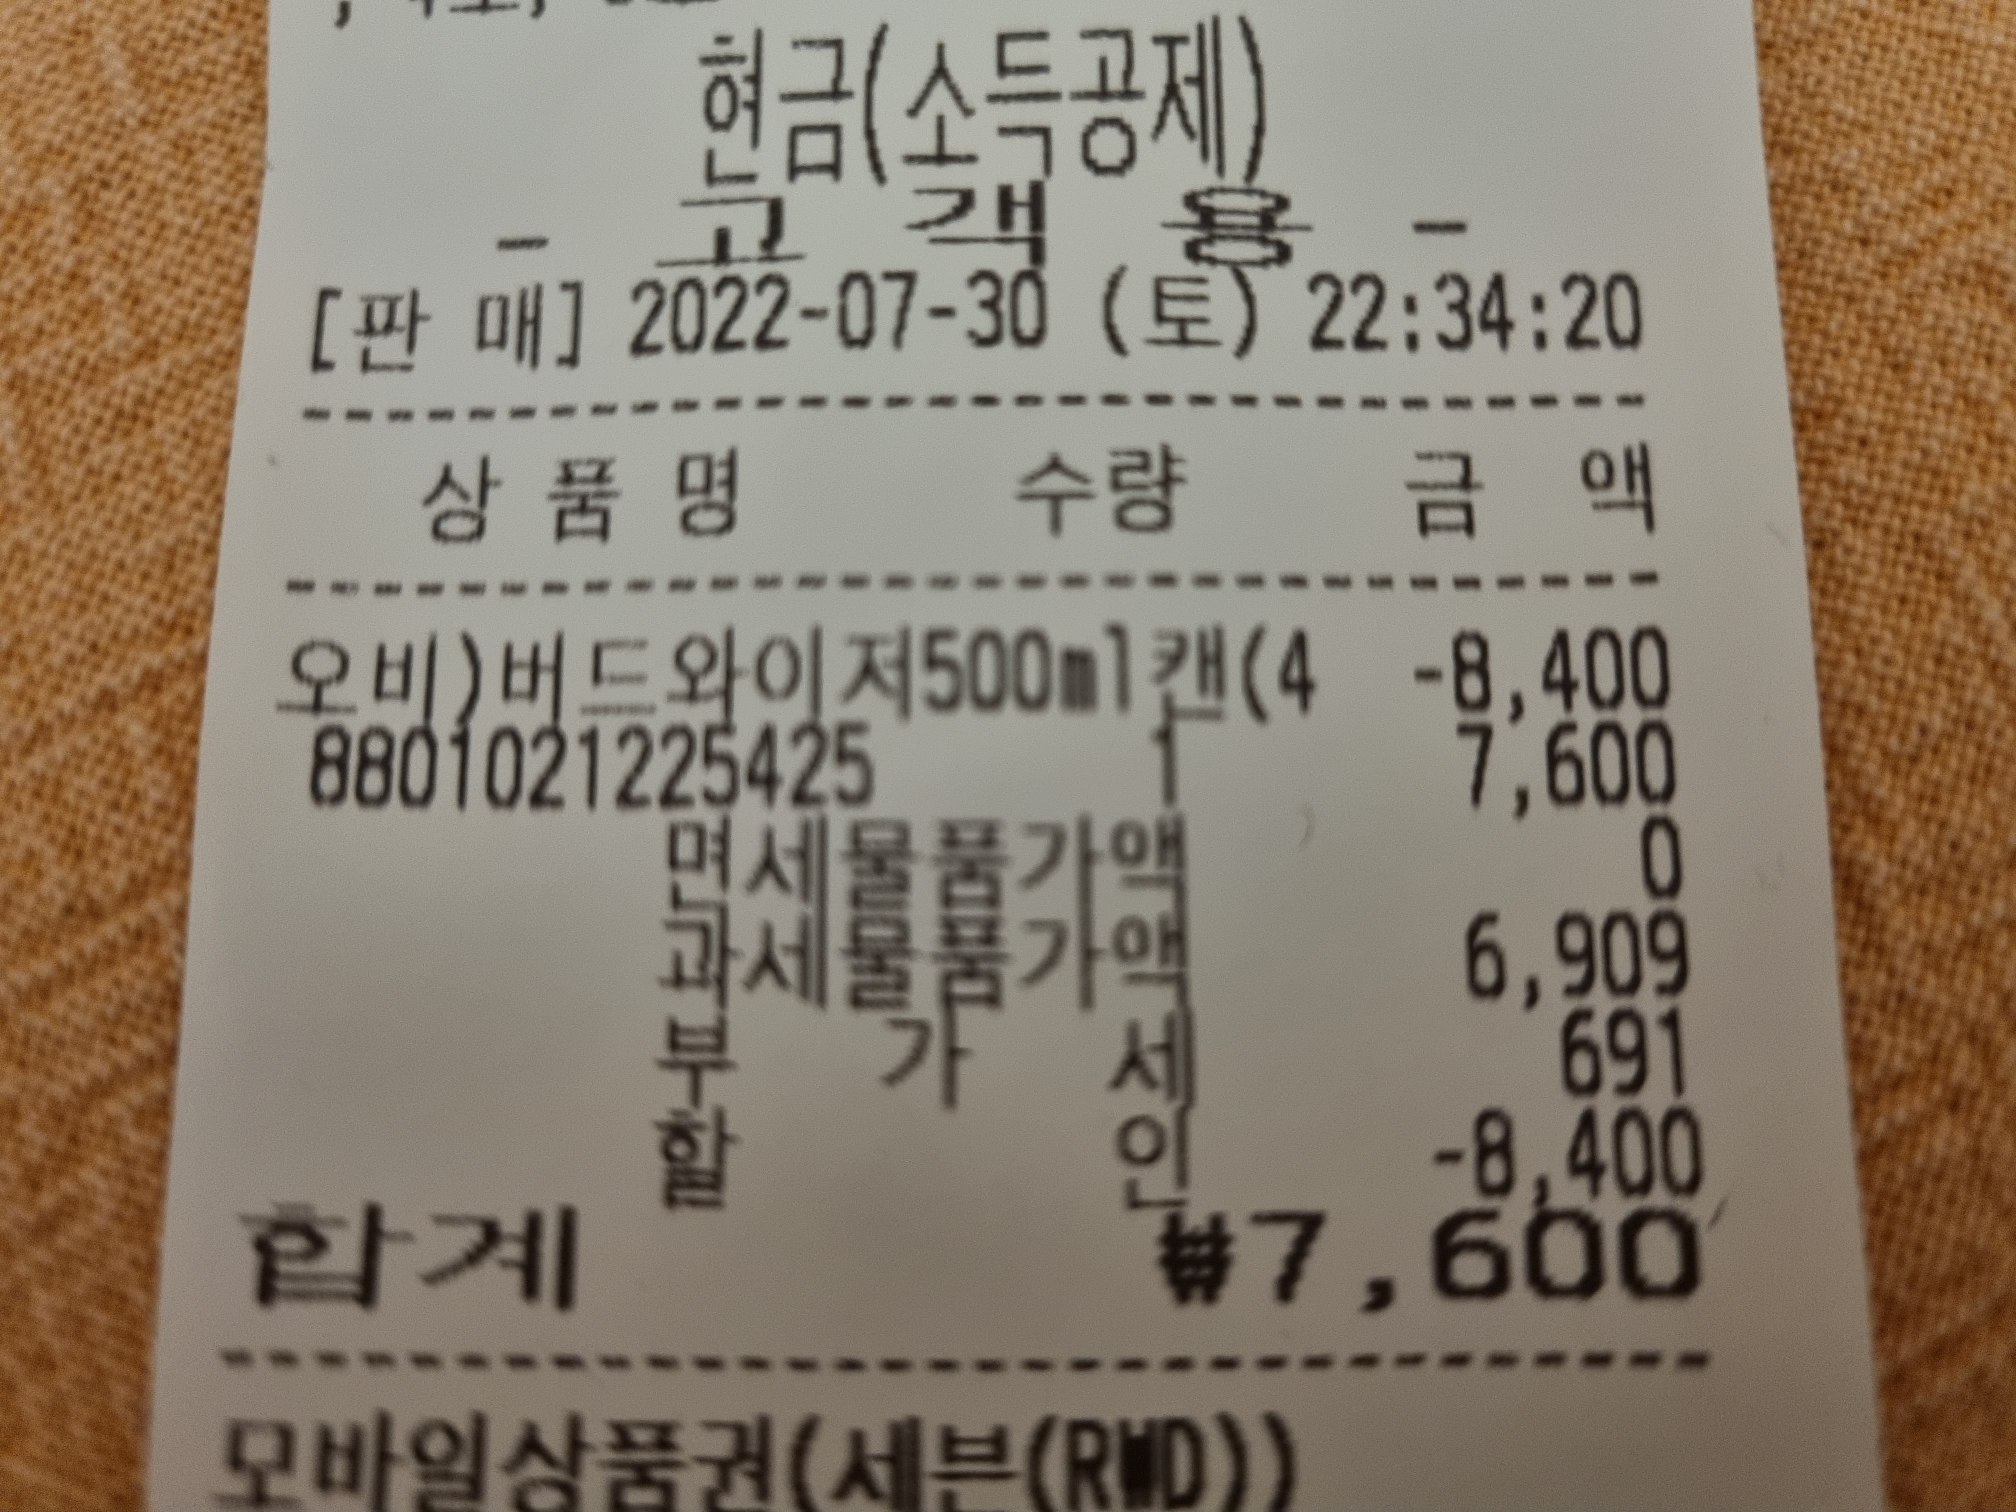 현금(소득공제)
- 고 객 용 -
[판 매] 2022-07-30 (토) 22:34:20
상 품 명 수량 금 액
오비)버드와이저500ml캔(4 -8,400
8801021225425 1 7,600
면세물품가액 0
과세물품가액 6,909
부 가 세 691
할 인 -8,400
합계 ₩7,600
모바일상품권(세븐(RWD))